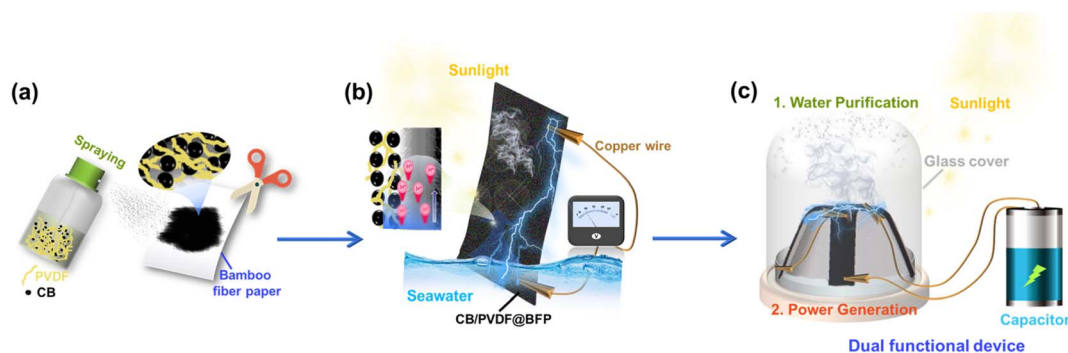 (a)
Spraying
PVDF
CB
Bamboo
fiber paper
(b)
Sunlight
Copper wire
V
Seawater
CB/PVDF@BFP
(c)
1. Water Purification
Sunlight
Glass cover
2. Power Generation
Capacitor
Dual functional device